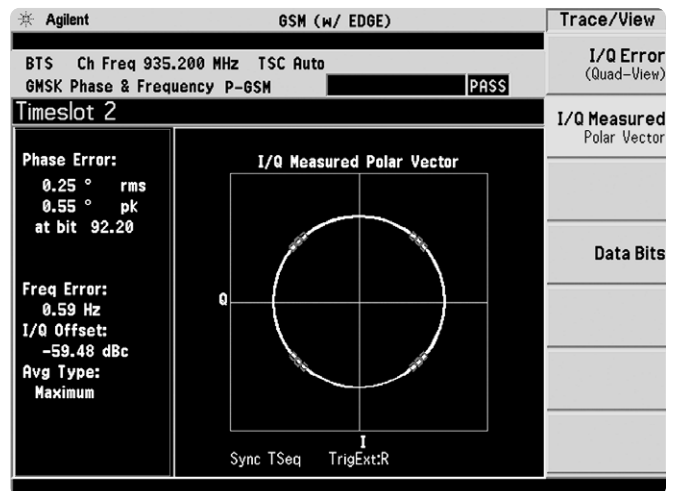 Agilent GSM (w/ EDGE) Trace/View
BTS Ch Freq 935.200 MHz TSC Auto
GMSK Phase & Frequency P-GSM PASS
Timeslot 2
Phase Error:
0.25 ° rms
0.55 ° pk
at bit 92.20
Freq Error:
0.59 Hz
I/Q Offset:
-59.48 dBc
Avg Type:
Maximum
I/Q Measured Polar Vector
Q
I
Sync TSeq TrigExt:R
I/Q Error
(Quad-View)
I/Q Measured
Polar Vector
Data Bits